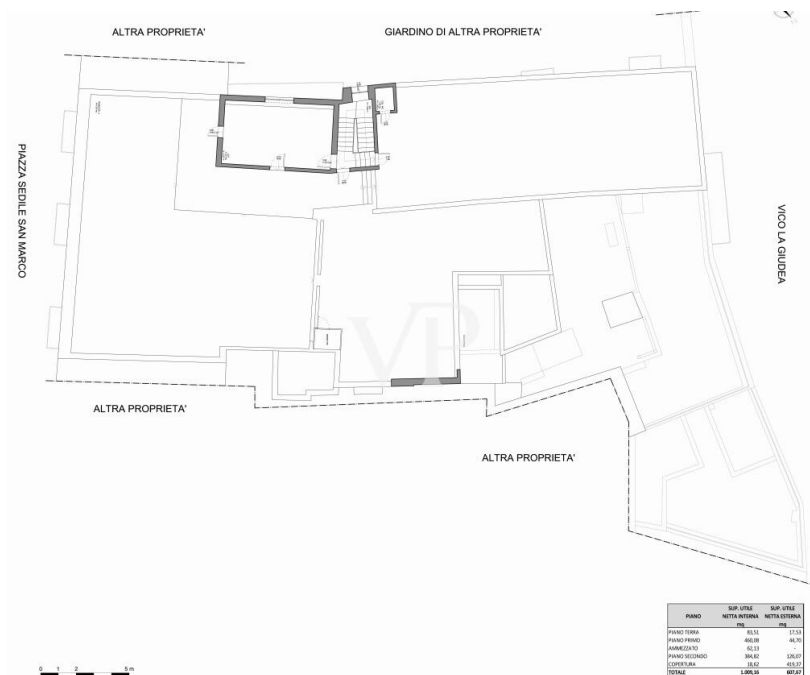 ALTRA PROPRIETA'
GIARDINO DI ALTRA PROPRIETA'
PIAZZA SEDILE SAN MARCO
VICO LA GIUDEA
VP
ALTRA PROPRIETA'
ALTRA PROPRIETA'
PIANO SUP. UTILE NETTA INTERNA mq SUP. UTILE NETTA ESTERNA mq
PIANO TERRA 83,51 17,53
PIANO PRIMO 460,08 44,70
AMMEZZATO 62,13 -
PIANO SECONDO 384,82 126,07
COPERTURA 18,62 419,37
TOTALE 1.009,16 607,67
0 1 2 5 m